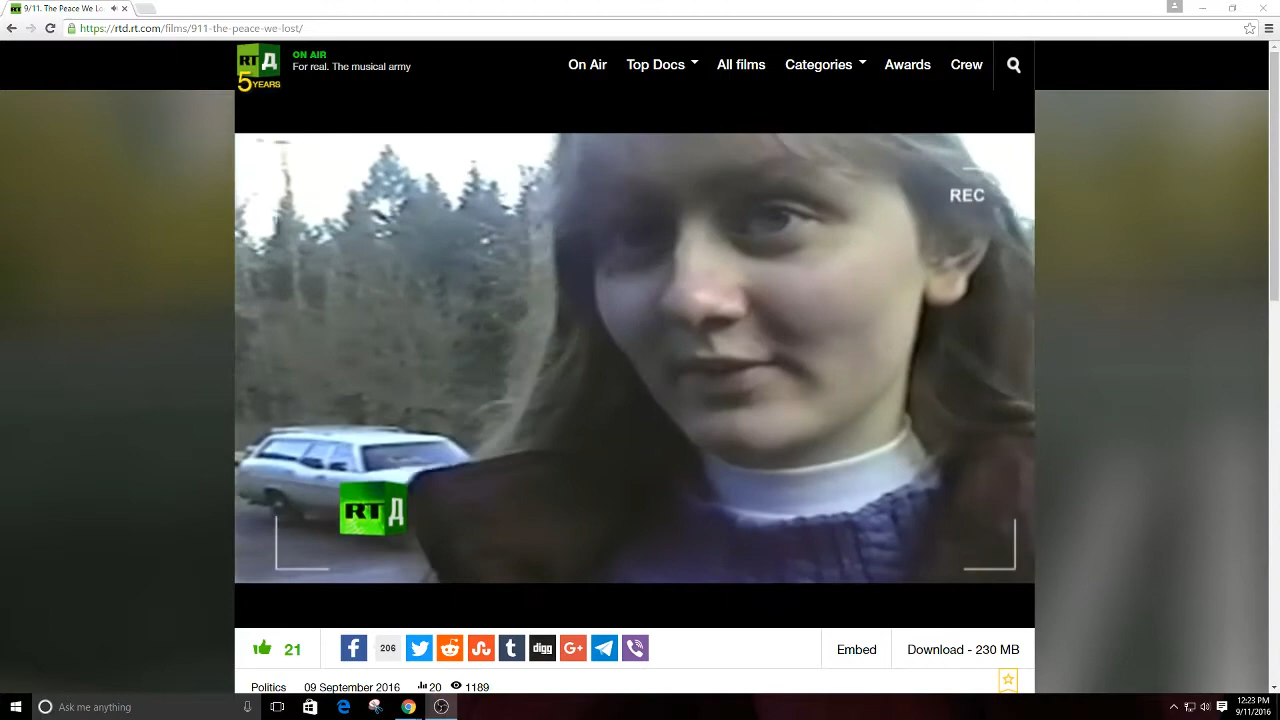 9/11. The Peace We Lo
https://rtd.rt.com/films/911-the-peace-we-lost/
RT Д
5 YEARS
ON AIR
For real. The musical army
On Air
Top Docs
All films
Categories
Awards
Crew
REC
RT Д
21
206
digg
G+
Embed
Download - 230 MB
Politics
09 September 2016
20
1189
Ask me anything
12:23 PM
9/11/2016